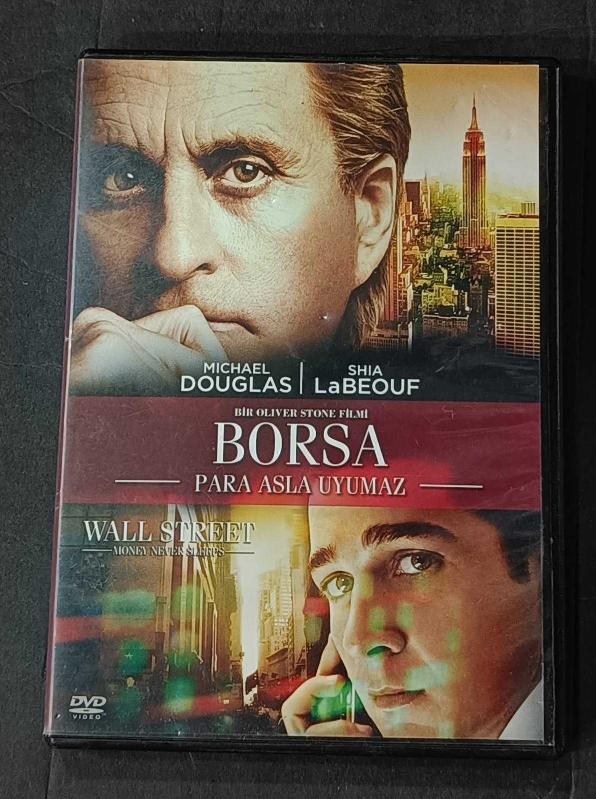 MICHAEL DOUGLAS | SHIA LaBEOUF
BİR OLIVER STONE FİLMİ
BORSA
PARA ASLA UYUMAZ
WALL STREET
MONEY NEVER SLEEPS
DVD
VIDEO